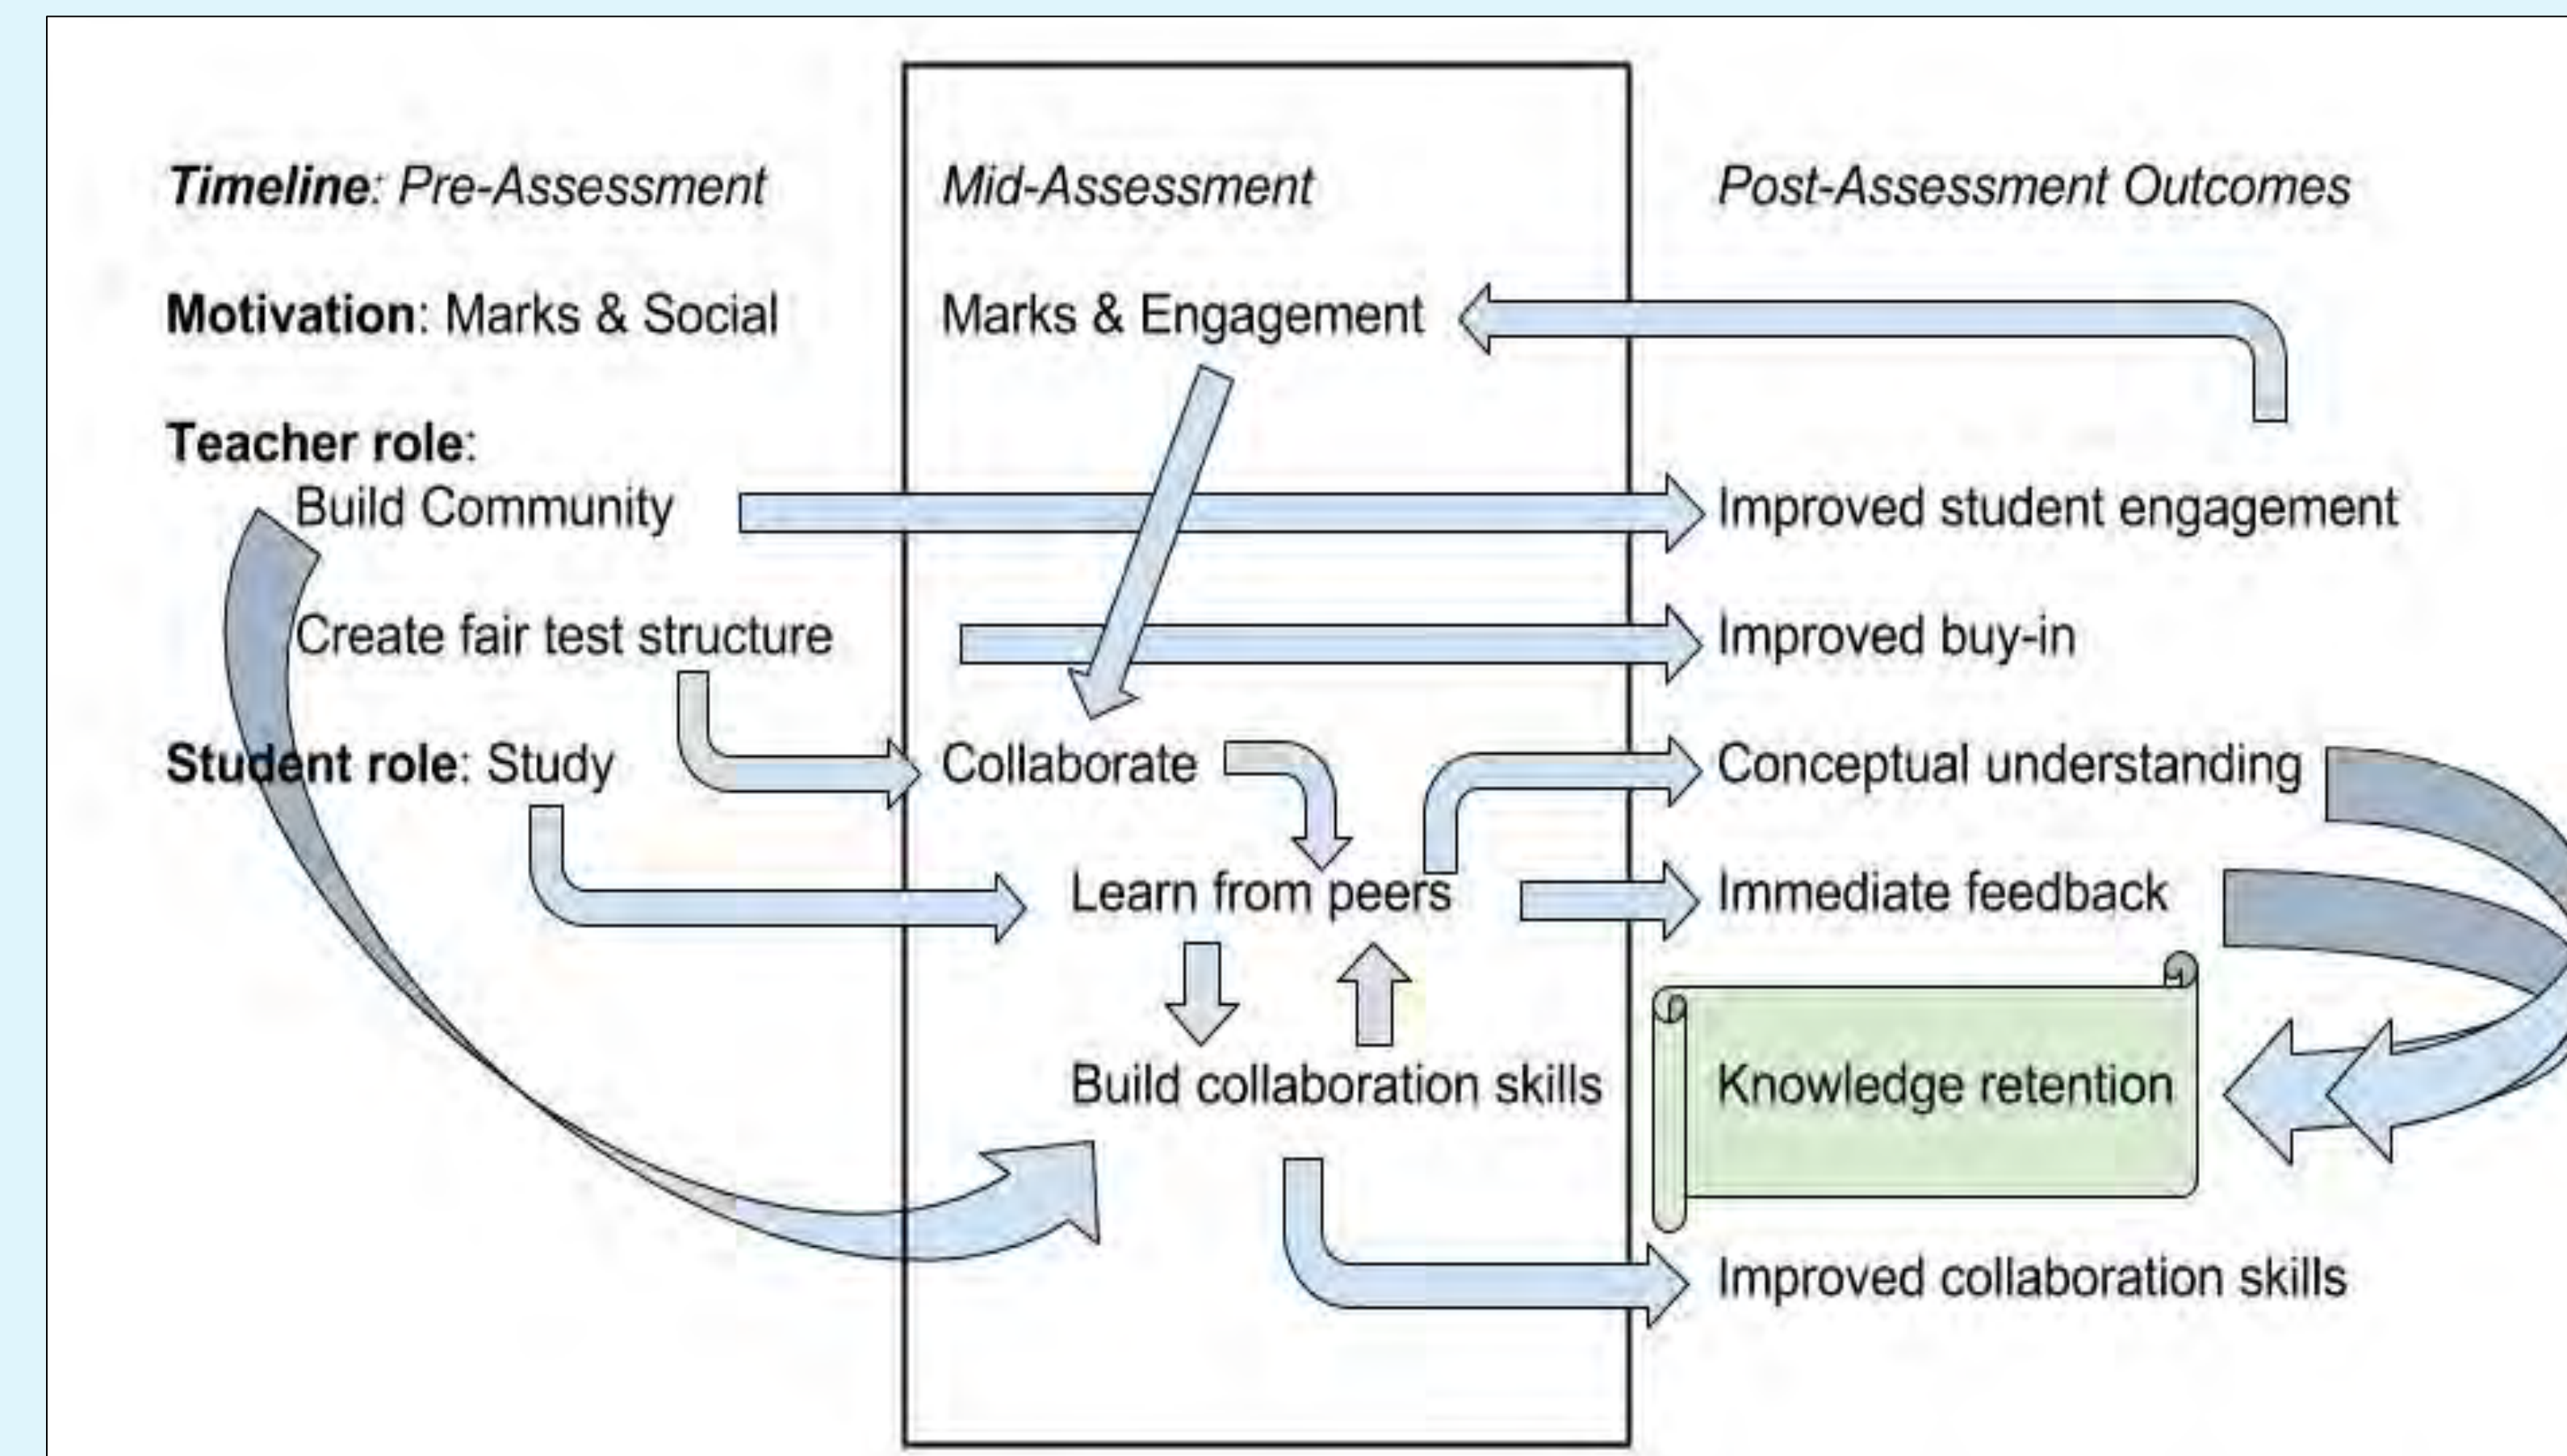 Timeline: Pre-Assessment
Mid-Assessment
Post-Assessment Outcomes
Motivation: Marks & Social
Marks & Engagement
Teacher role:
Build Community
Improved student engagement
Create fair test structure
Improved buy-in
Student role: Study
Collaborate
Conceptual understanding
Learn from peers
Immediate feedback
Build collaboration skills
Knowledge retention
Improved collaboration skills